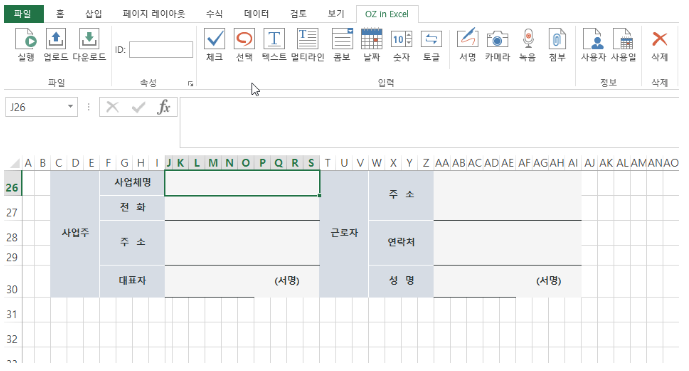 파일 홈 삽입 페이지 레이아웃 수식 데이터 검토 보기 OZ in Excel
ID:
10
실행 업로드 다운로드 체크 선택 텍스트 멀티라인 콤보 날짜 숫자 토글 서명 카메라 녹음 첨부 사용자 사용일 삭제
파일 속성 입력 정보 삭제
J26 fx
A B C D E F G H I J K L M N O P Q R S T U V W X Y Z AA AB AC AD AE AF AG AH AI AJ AK AL AM AN AO
26 사업체명
주 소
27 전 화
사업주 근로자
28 주 소 연락처
29
30 대표자 (서명) 성 명 (서명)
31
32
33